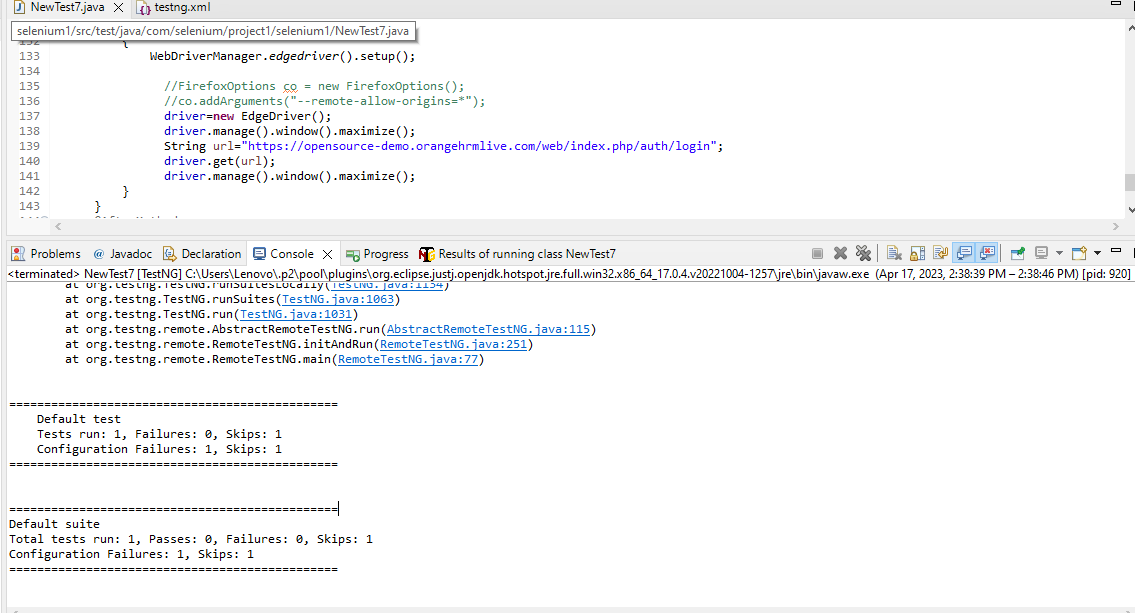 NewTest7.java testng.xml
selenium1/src/test/java/com/selenium/project1/selenium1/NewTest7.java
132 {
133 WebDriverManager.edgedriver().setup();
134
135 //FirefoxOptions co = new FirefoxOptions();
136 //co.addArguments("--remote-allow-origins=*");
137 driver=new EdgeDriver();
138 driver.manage().window().maximize();
139 String url="https://opensource-demo.orangehrmlive.com/web/index.php/auth/login";
140 driver.get(url);
141 driver.manage().window().maximize();
142 }
143 }
Problems @ Javadoc Declaration Console Progress Results of running class NewTest7
<terminated> NewTest7 [TestNG] C:\Users\Lenovo\.p2\pool\plugins\org.eclipse.justj.openjdk.hotspot.jre.full.win32.x86_64_17.0.4.v20221004-1257\jre\bin\javaw.exe (Apr 17, 2023, 2:38:39 PM – 2:38:46 PM) [pid: 920]
at org.testng.TestNG.runSuitesLocally(TestNG.java:1134)
at org.testng.TestNG.runSuites(TestNG.java:1063)
at org.testng.TestNG.run(TestNG.java:1031)
at org.testng.remote.AbstractRemoteTestNG.run(AbstractRemoteTestNG.java:115)
at org.testng.remote.RemoteTestNG.initAndRun(RemoteTestNG.java:251)
at org.testng.remote.RemoteTestNG.main(RemoteTestNG.java:77)
===============================================
Default test
Tests run: 1, Failures: 0, Skips: 1
Configuration Failures: 1, Skips: 1
===============================================
===============================================
Default suite
Total tests run: 1, Passes: 0, Failures: 0, Skips: 1
Configuration Failures: 1, Skips: 1
===============================================